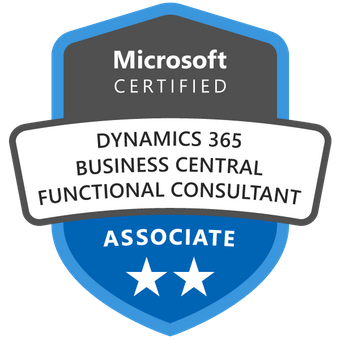 Microsoft
CERTIFIED
DYNAMICS 365
BUSINESS CENTRAL
FUNCTIONAL CONSULTANT
ASSOCIATE